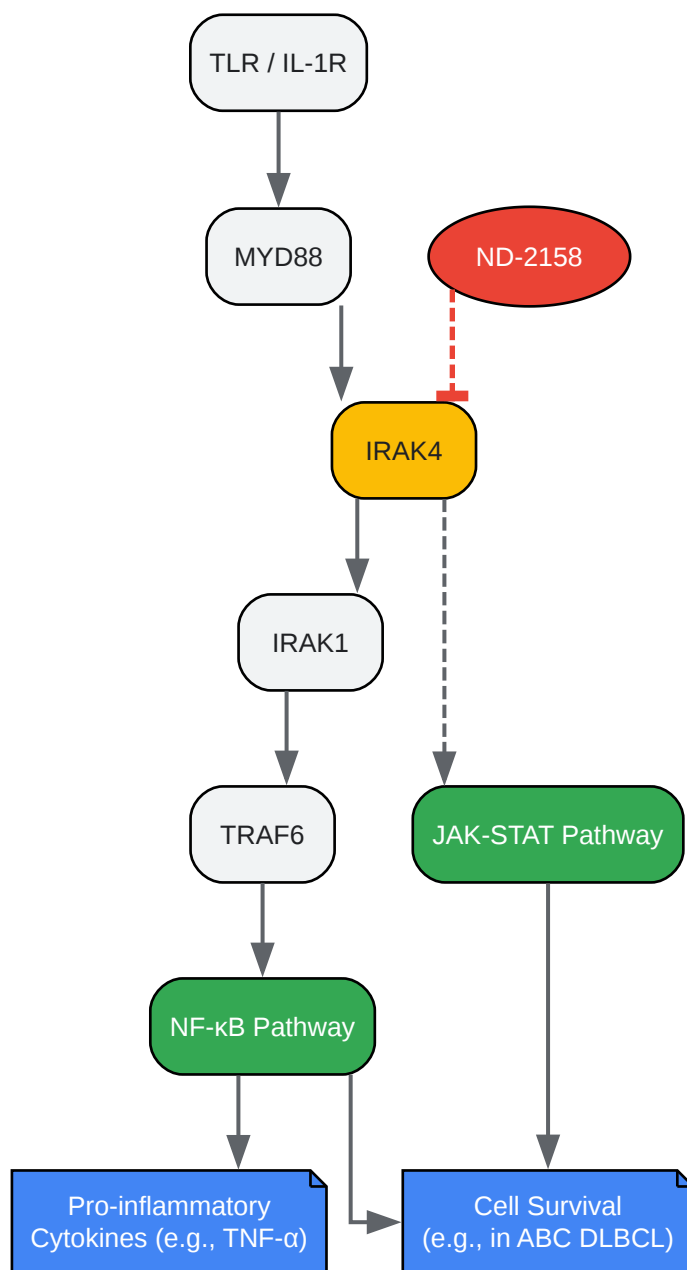 TLR / IL-1R
MYD88
ND-2158
IRAK4
IRAK1
TRAF6
JAK-STAT Pathway
NF-κB Pathway
Pro-inflammatory
Cytokines (e.g., TNF-α)
Cell Survival
(e.g., in ABC DLBCL)